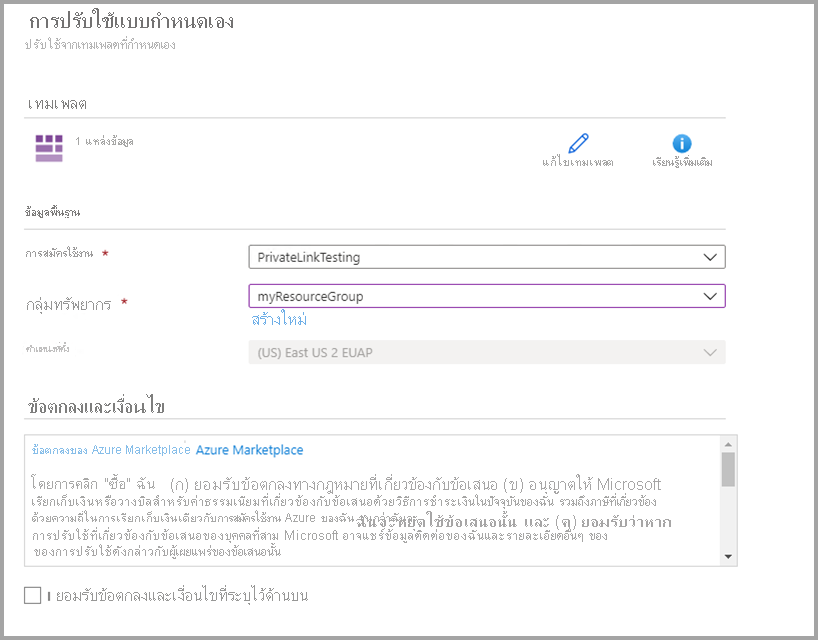 การปรับใช้แบบกำหนดเอง
ปรับใช้จากเทมเพลตที่กำหนดเอง
เทมเพลต
1 แหล่งข้อมูล
แก้ไขเทมเพลต
เรียนรู้เพิ่มเติม
ข้อมูลพื้นฐาน
การสมัครใช้งาน *
PrivateLinkTesting
กลุ่มทรัพยากร *
myResourceGroup
สร้างใหม่
ตำแหน่งที่ตั้ง
(US) East US 2 EUAP
ข้อตกลงและเงื่อนไข
ข้อตกลงของ Azure Marketplace Azure Marketplace
โดยการคลิก "ซื้อ" ฉัน (ก) ยอมรับข้อตกลงทางกฎหมายที่เกี่ยวข้องกับข้อเสนอ (ข) อนุญาตให้ Microsoft
เรียกเก็บเงินหรือวางบิลสำหรับค่าธรรมเนียมที่เกี่ยวข้องกับข้อเสนอด้วยวิธีการชำระเงินในปัจจุบันของฉัน รวมถึงภาษีที่เกี่ยวข้อง
ด้วยความถี่ในการเรียกเก็บเงินเดียวกับการสมัครใช้งาน Azure ของฉัน ฉันจะหยุดใช้ข้อเสนอนั้น และ (ค) ยอมรับว่าหาก
การปรับใช้ที่เกี่ยวข้องกับข้อเสนอของบุคคลที่สาม Microsoft อาจแชร์ข้อมูลติดต่อของฉันและรายละเอียดอื่นๆ ของ
ของการปรับใช้ดังกล่าวกับผู้เผยแพร่ของข้อเสนอนั้น
I ยอมรับข้อตกลงและเงื่อนไขที่ระบุไว้ด้านบน